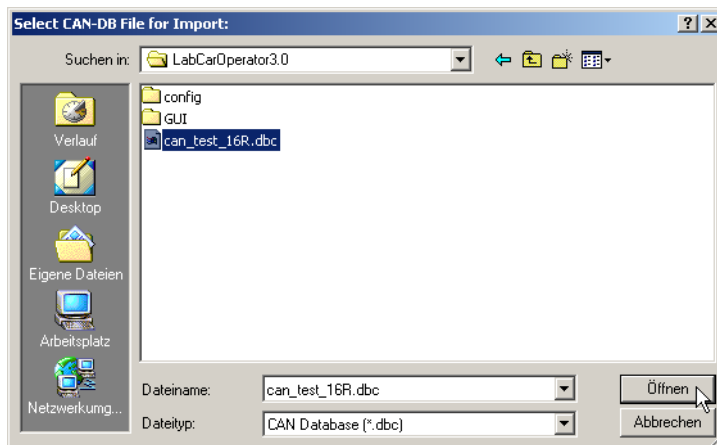 Select CAN-DB File for Import:
Suchen in:
LabCarOperator3.0
Verlauf
Desktop
Eigene Dateien
Arbeitsplatz
Netzwerkumg...
config
GUI
can_test_16R.dbc
Dateiname:
can_test_16R.dbc
Öffnen
Dateityp:
CAN Database (*.dbc)
Abbrechen